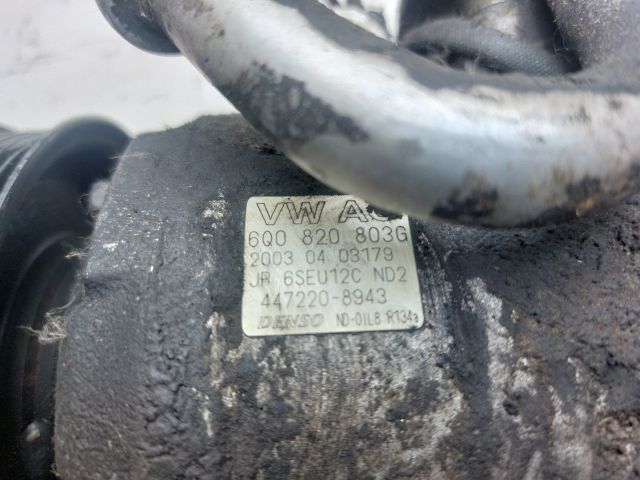 VW AG
6Q0 820 803G
2003 04 03179
JR 6SEU12C ND2
447220-8943
DENSO ND-OIL8 R134a